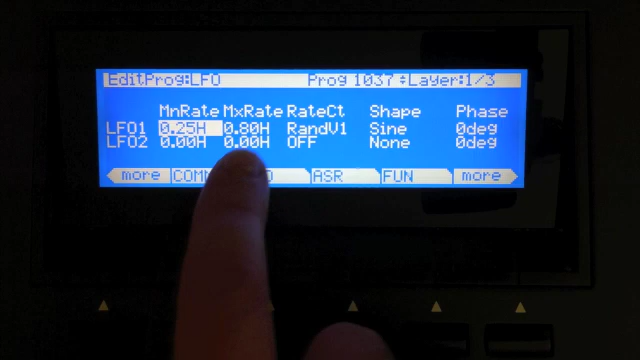 EditProg:LFO Prog 1037 ♦Layer:1/3
MnRate MxRate RateCt Shape Phase
LFO1 0.25H 0.80H RandV1 Sine 0deg
LFO2 0.00H 0.00H OFF None 0deg
more ASR FUN more